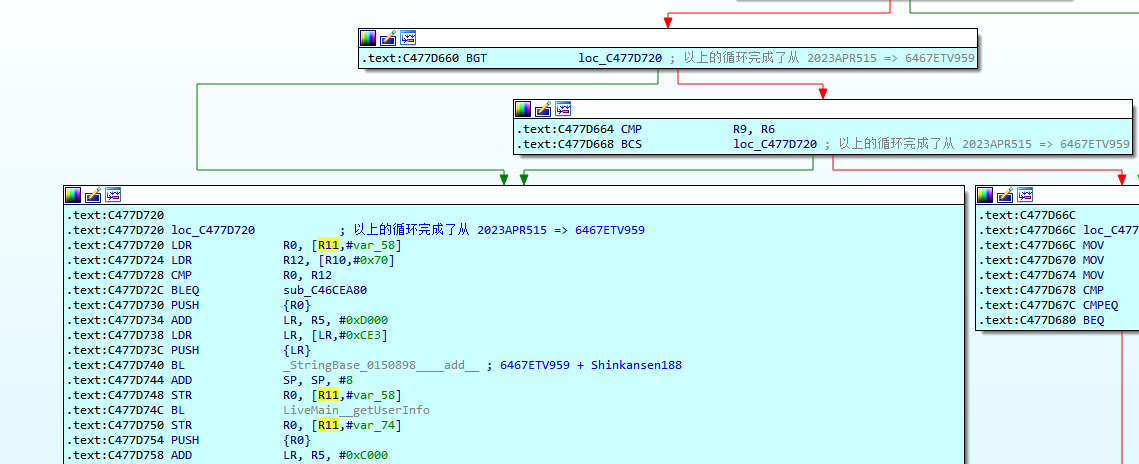 .text:C477D660 BGT loc_C477D720 ; 以上的循环完成了从 2023APR515 => 6467ETV959
.text:C477D664 CMP R9, R6
.text:C477D668 BCS loc_C477D720 ; 以上的循环完成了从 2023APR515 => 6467ETV959
.text:C477D720
.text:C477D720 loc_C477D720 ; 以上的循环完成了从 2023APR515 => 6467ETV959
.text:C477D720 LDR R0, [R11,#var_58]
.text:C477D724 LDR R12, [R10,#0x70]
.text:C477D728 CMP R0, R12
.text:C477D72C BLEQ sub_C46CEA80
.text:C477D730 PUSH {R0}
.text:C477D734 ADD LR, R5, #0xD000
.text:C477D738 LDR LR, [LR,#0xCE3]
.text:C477D73C PUSH {LR}
.text:C477D740 BL _StringBase_0150898____add__ ; 6467ETV959 + Shinkansen188
.text:C477D744 ADD SP, SP, #8
.text:C477D748 STR R0, [R11,#var_58]
.text:C477D74C BL LiveMain__getUserInfo
.text:C477D750 STR R0, [R11,#var_74]
.text:C477D754 PUSH {R0}
.text:C477D758 ADD LR, R5, #0xC000
.text:C477D66C
.text:C477D66C loc_C477
.text:C477D66C MOV
.text:C477D670 MOV
.text:C477D674 MOV
.text:C477D678 CMP
.text:C477D67C CMPEQ
.text:C477D680 BEQ